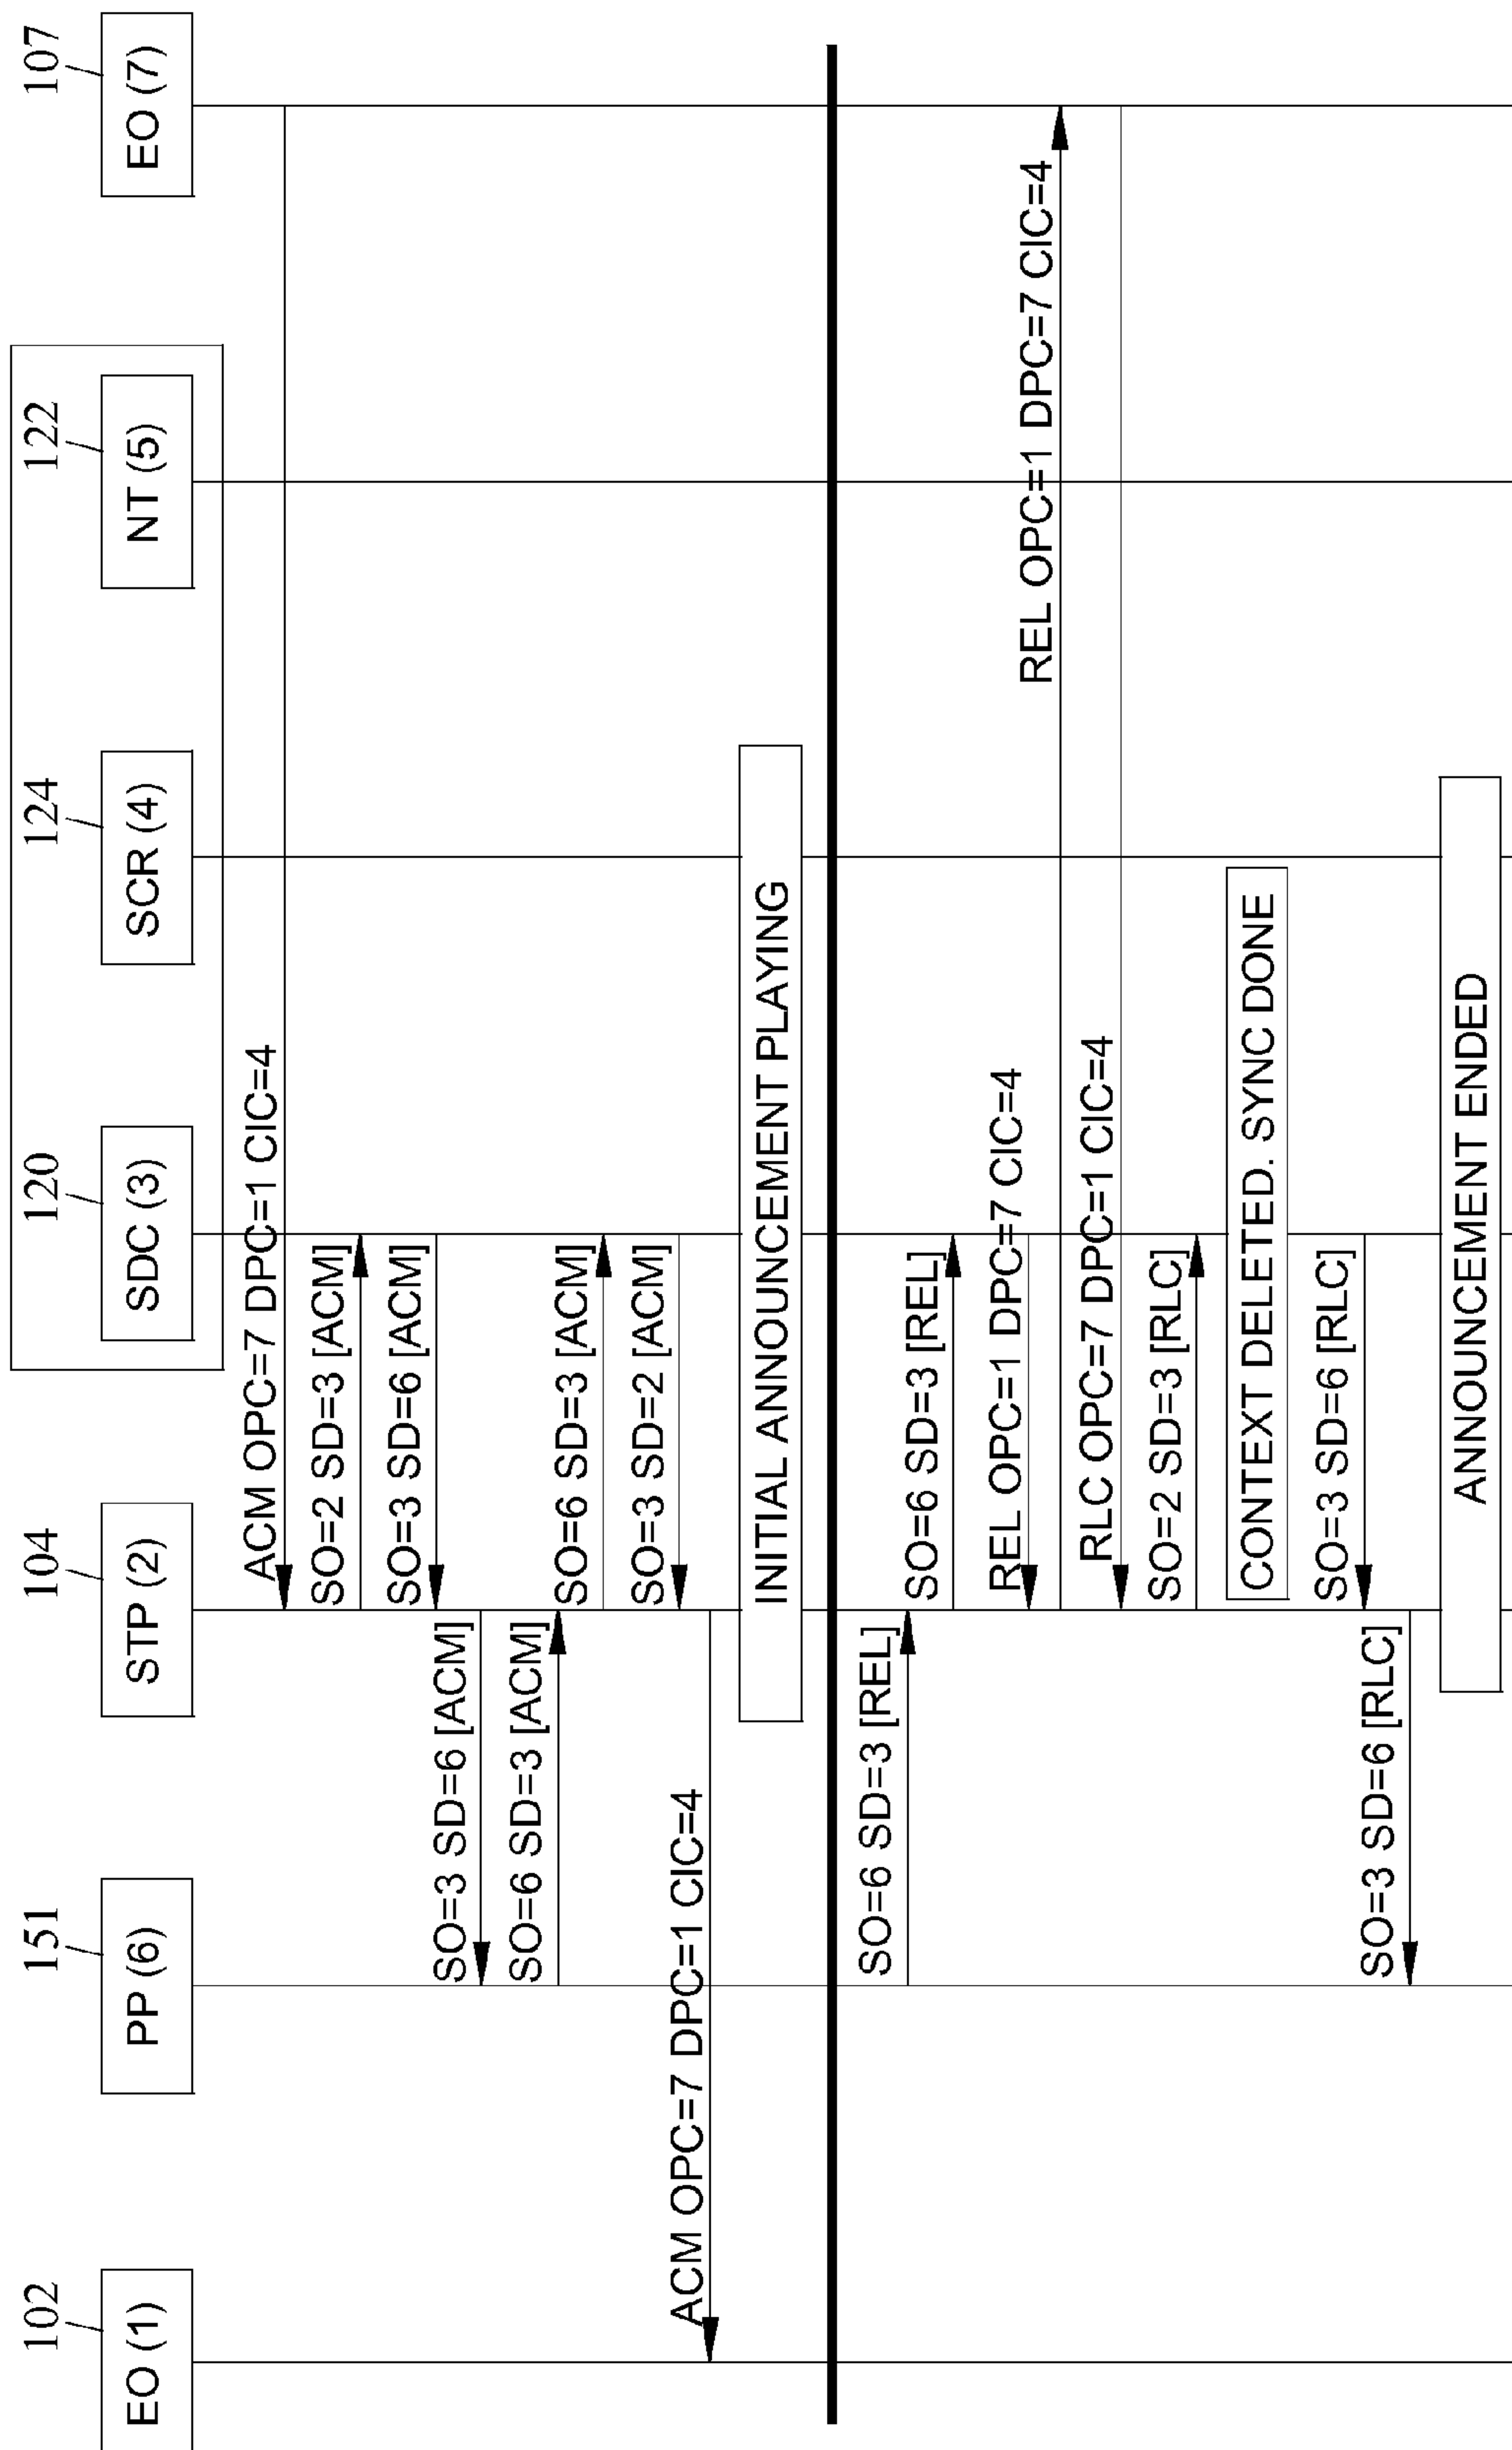 102
151
104
120
124
122
107
EO (1)
PP (6)
STP (2)
SDC (3)
SCR (4)
NT (5)
EO (7)
ACM OPC=7 DPC=1 CIC=4
SO=2 SD=3 [ACM]
SO=3 SD=6 [ACM]
SO=3 SD=6 [ACM]
SO=6 SD=3 [ACM]
SO=6 SD=3 [ACM]
SO=3 SD=2 [ACM]
ACM OPC=7 DPC=1 CIC=4
INITIAL ANNOUNCEMENT PLAYING
SO=6 SD=3 [REL]
SO=6 SD=3 [REL]
REL OPC=1 DPC=7 CIC=4
REL OPC=1 DPC=7 CIC=4
RLC OPC=7 DPC=1 CIC=4
SO=2 SD=3 [RLC]
CONTEXT DELETED. SYNC DONE
SO=3 SD=6 [RLC]
SO=3 SD=6 [RLC]
ANNOUNCEMENT ENDED